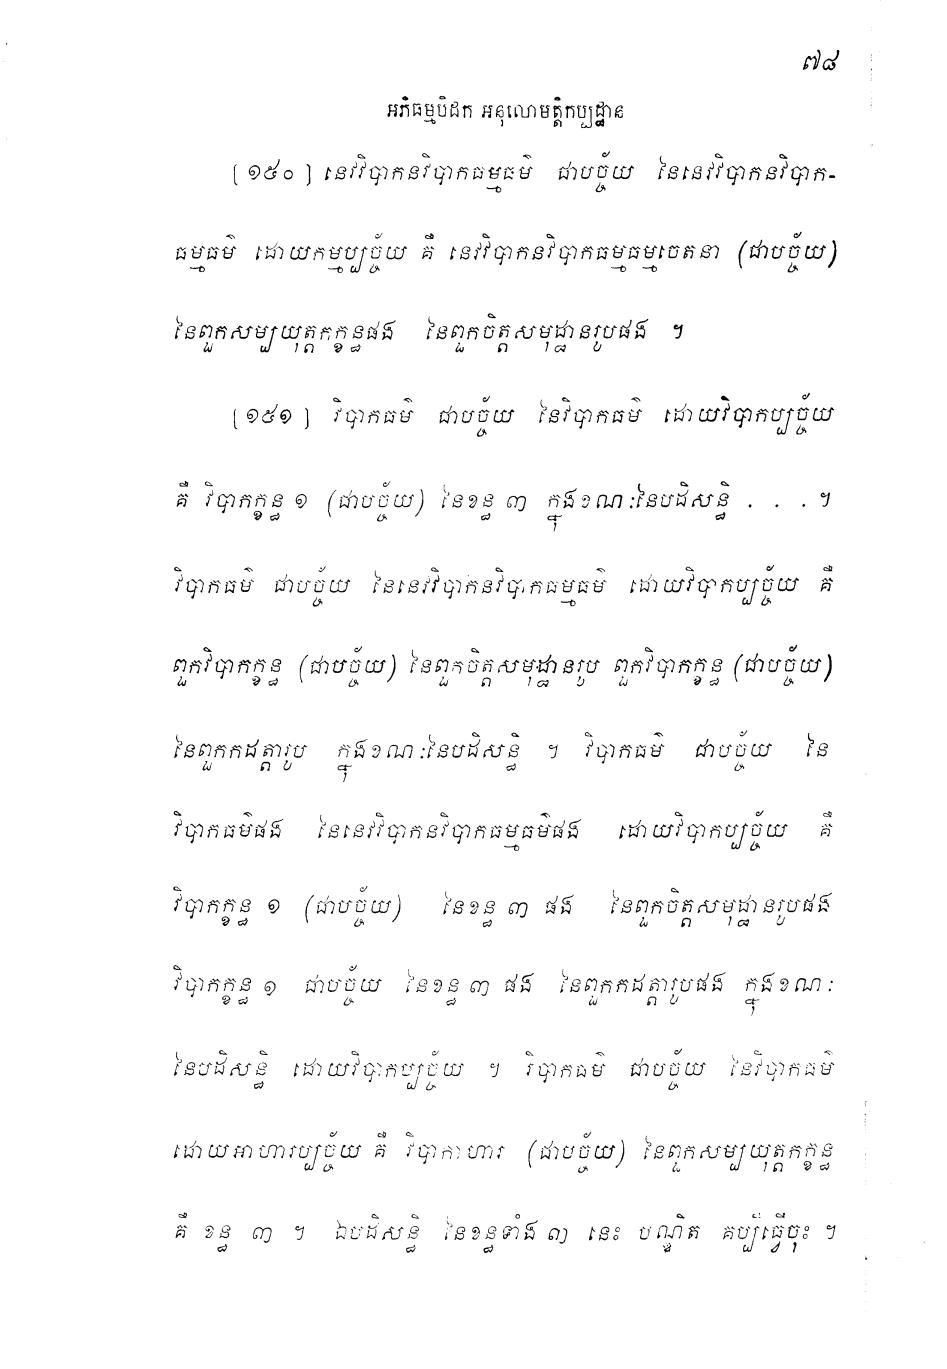 ៧៨
អភិធម្មបិដក អនុលោមត្តិកប្បដ្ឋាន
[ ១៥០ ] នេវវិបាកនវិបាកធម្មធម៌ ជាបច្ច័យ នៃនេវវិបាកនវិបាក-
ធម្មធម៌ ដោយកម្មប្បច្ច័យ គឺ នេវវិបាកនវិបាកធម្មធម្មចេតនា (ជាបច្ច័យ)
នៃពួកសម្បយុត្តកក្ខន្ធផង នៃពួកចិត្តសមុដ្ឋានរូបផង ។
[ ១៥១ ] វិបាកធម៌ ជាបច្ច័យ នៃវិបាកធម៌ ដោយវិបាកប្បច្ច័យ
គឺ វិបាកក្ខន្ធ ១ (ជាបច្ច័យ) នៃខន្ធ ៣ ក្នុងខណៈនៃបដិសន្ធិ . . . ។
វិបាកធម៌ ជាបច្ច័យ នៃនេវវិបាកនវិបាកធម្មធម៌ ដោយវិបាកប្បច្ច័យ គឺ
ពួកវិបាកក្ខន្ធ (ជាបច្ច័យ) នៃពួកចិត្តសមុដ្ឋានរូប ពួកវិបាកក្ខន្ធ (ជាបច្ច័យ)
នៃពួកកដត្តារូប ក្នុងខណៈនៃបដិសន្ធិ ។ វិបាកធម៌ ជាបច្ច័យ នៃ
វិបាកធម៌ផង នៃនេវវិបាកនវិបាកធម្មធម៌ផង ដោយវិបាកប្បច្ច័យ គឺ
វិបាកក្ខន្ធ ១ (ជាបច្ច័យ) នៃខន្ធ ៣ ផង នៃពួកចិត្តសមុដ្ឋានរូបផង
វិបាកក្ខន្ធ ១ ជាបច្ច័យ នៃខន្ធ ៣ ផង នៃពួកកដត្តារូបផង ក្នុងខណៈ
នៃបដិសន្ធិ ដោយវិបាកប្បច្ច័យ ។ វិបាកធម៌ ជាបច្ច័យ នៃវិបាកធម៌
ដោយអាហារប្បច្ច័យ គឺ វិបាកាហារ (ជាបច្ច័យ) នៃពួកសម្បយុត្តកក្ខន្ធ
គឺ ខន្ធ ៣ ។ ឯបដិសន្ធិ នៃខន្ធទាំង ៣ នេះ បណ្ឌិត គប្បីធ្វើចុះ ។